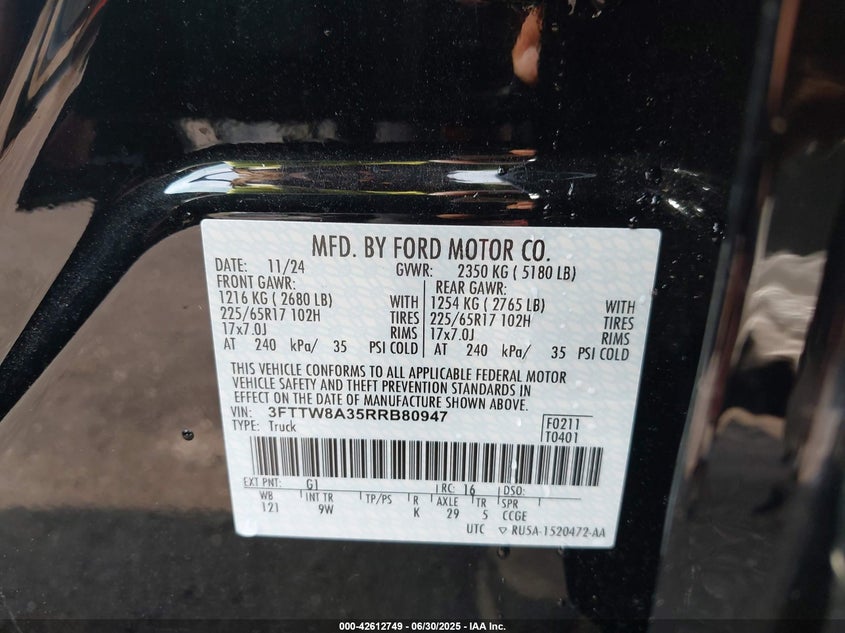 MFD. BY FORD MOTOR CO.
DATE: 11/24 GVWR: 2350 KG ( 5180 LB)
FRONT GAWR: REAR GAWR:
1216 KG ( 2680 LB) WITH 1254 KG ( 2765 LB) WITH
225/65R17 102H TIRES 225/65R17 102H TIRES
17x7.0J RIMS 17x7.0J RIMS
AT 240 kPa/ 35 PSI COLD AT 240 kPa/ 35 PSI COLD
THIS VEHICLE CONFORMS TO ALL APPLICABLE FEDERAL MOTOR
VEHICLE SAFETY AND THEFT PREVENTION STANDARDS IN
EFFECT ON THE DATE OF MANUFACTURE SHOWN ABOVE.
VIN: 3FTTW8A35RRB80947 F0211
TYPE: Truck T0401
EXT PNT: G1 RC: 16 DSO:
WB INT TR TP/PS R AXLE TR SPR
121 9W K 29 5 CCGE
UTC ▽ RU5A-1520472-AA
000-42612749 - 06/30/2025 - IAA Inc.